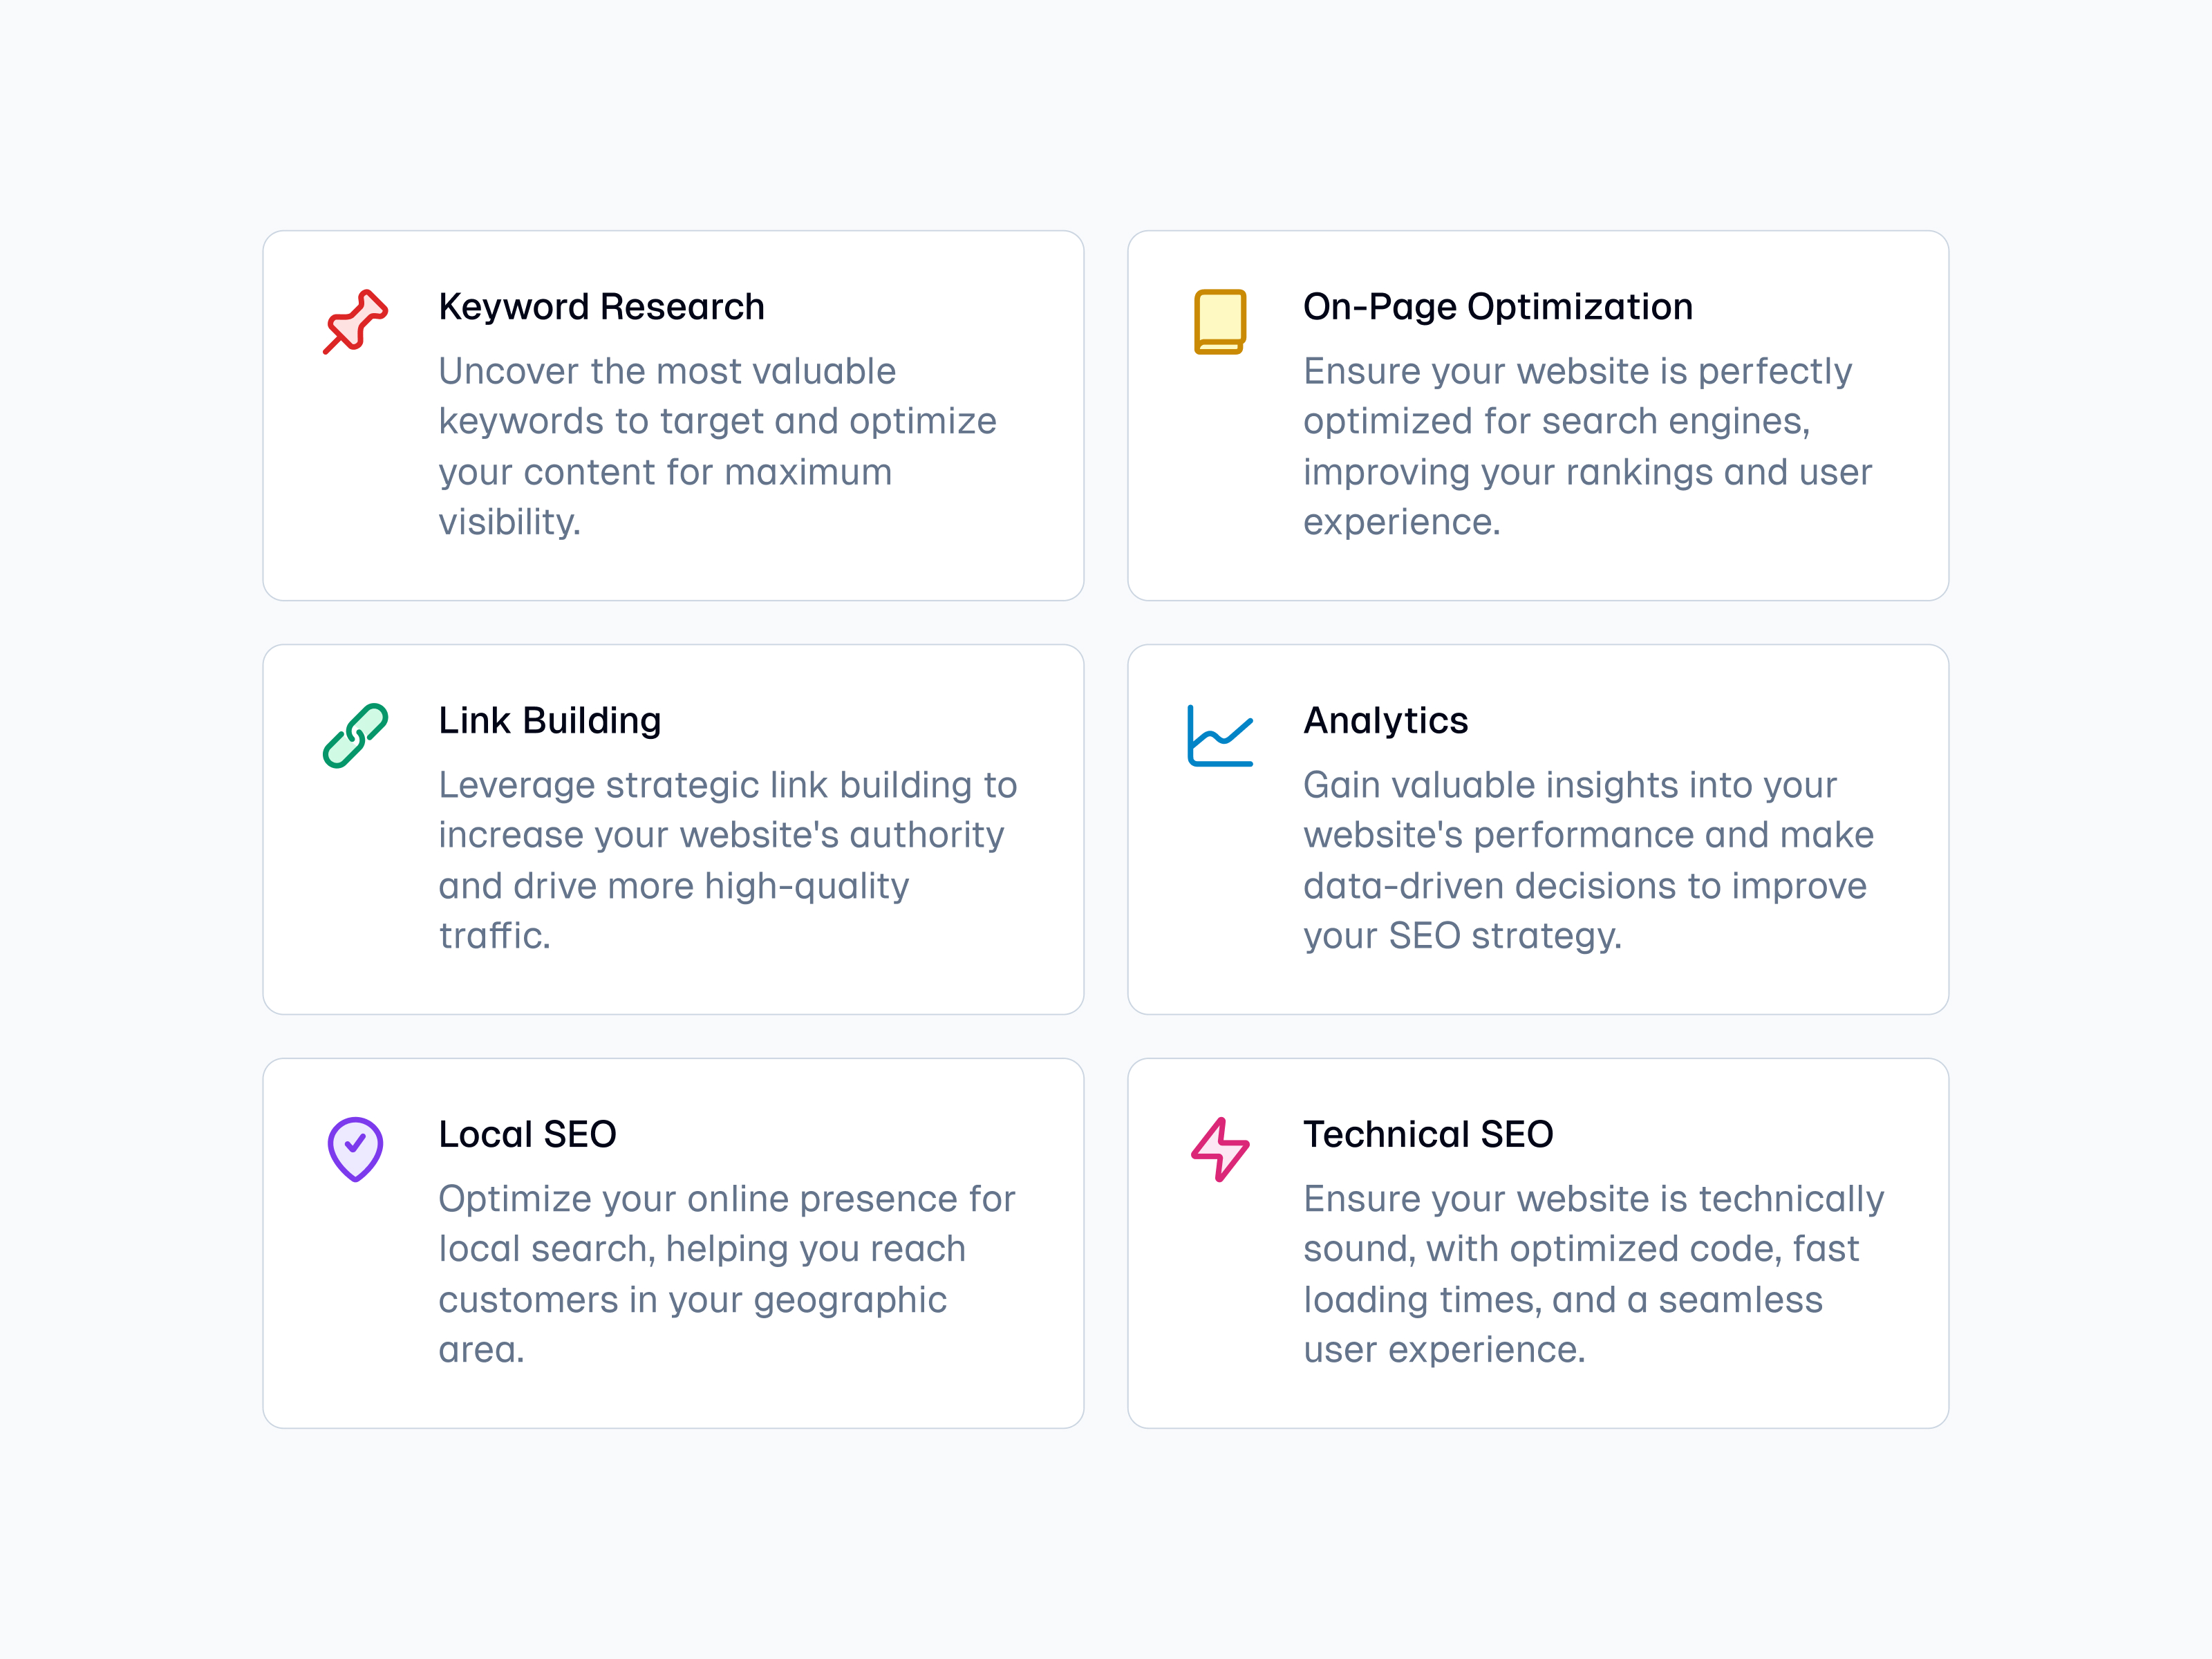 Keyword Research
Uncover the most valuable
keywords to target and optimize
your content for maximum
visibility.
On-Page Optimization
Ensure your website is perfectly
optimized for search engines,
improving your rankings and user
experience.
Link Building
Leverage strategic link building to
increase your website's authority
and drive more high-quality
traffic.
Analytics
Gain valuable insights into your
website's performance and make
data-driven decisions to improve
your SEO strategy.
Local SEO
Optimize your online presence for
local search, helping you reach
customers in your geographic
area.
Technical SEO
Ensure your website is technically
sound, with optimized code, fast
loading times, and a seamless
user experience.